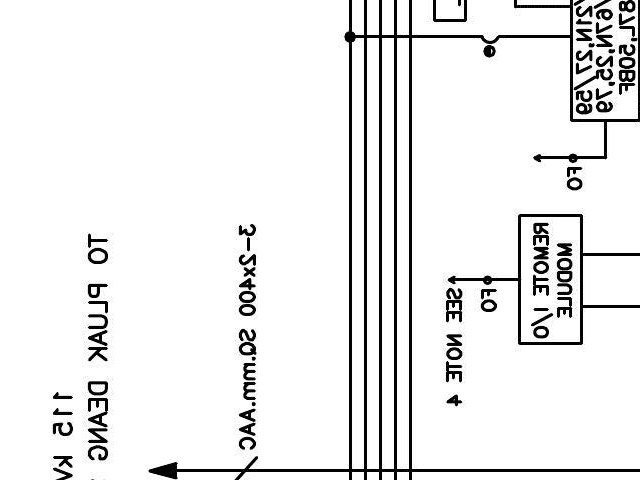 /21N,27/59
/67N,25,79
87L,50BF
FO
REMOTE I/O
MODULE
FO
SEE NOTE 4
3-2x400 SQ.mm.AAC
115 kV
TO PLUAK DEANG